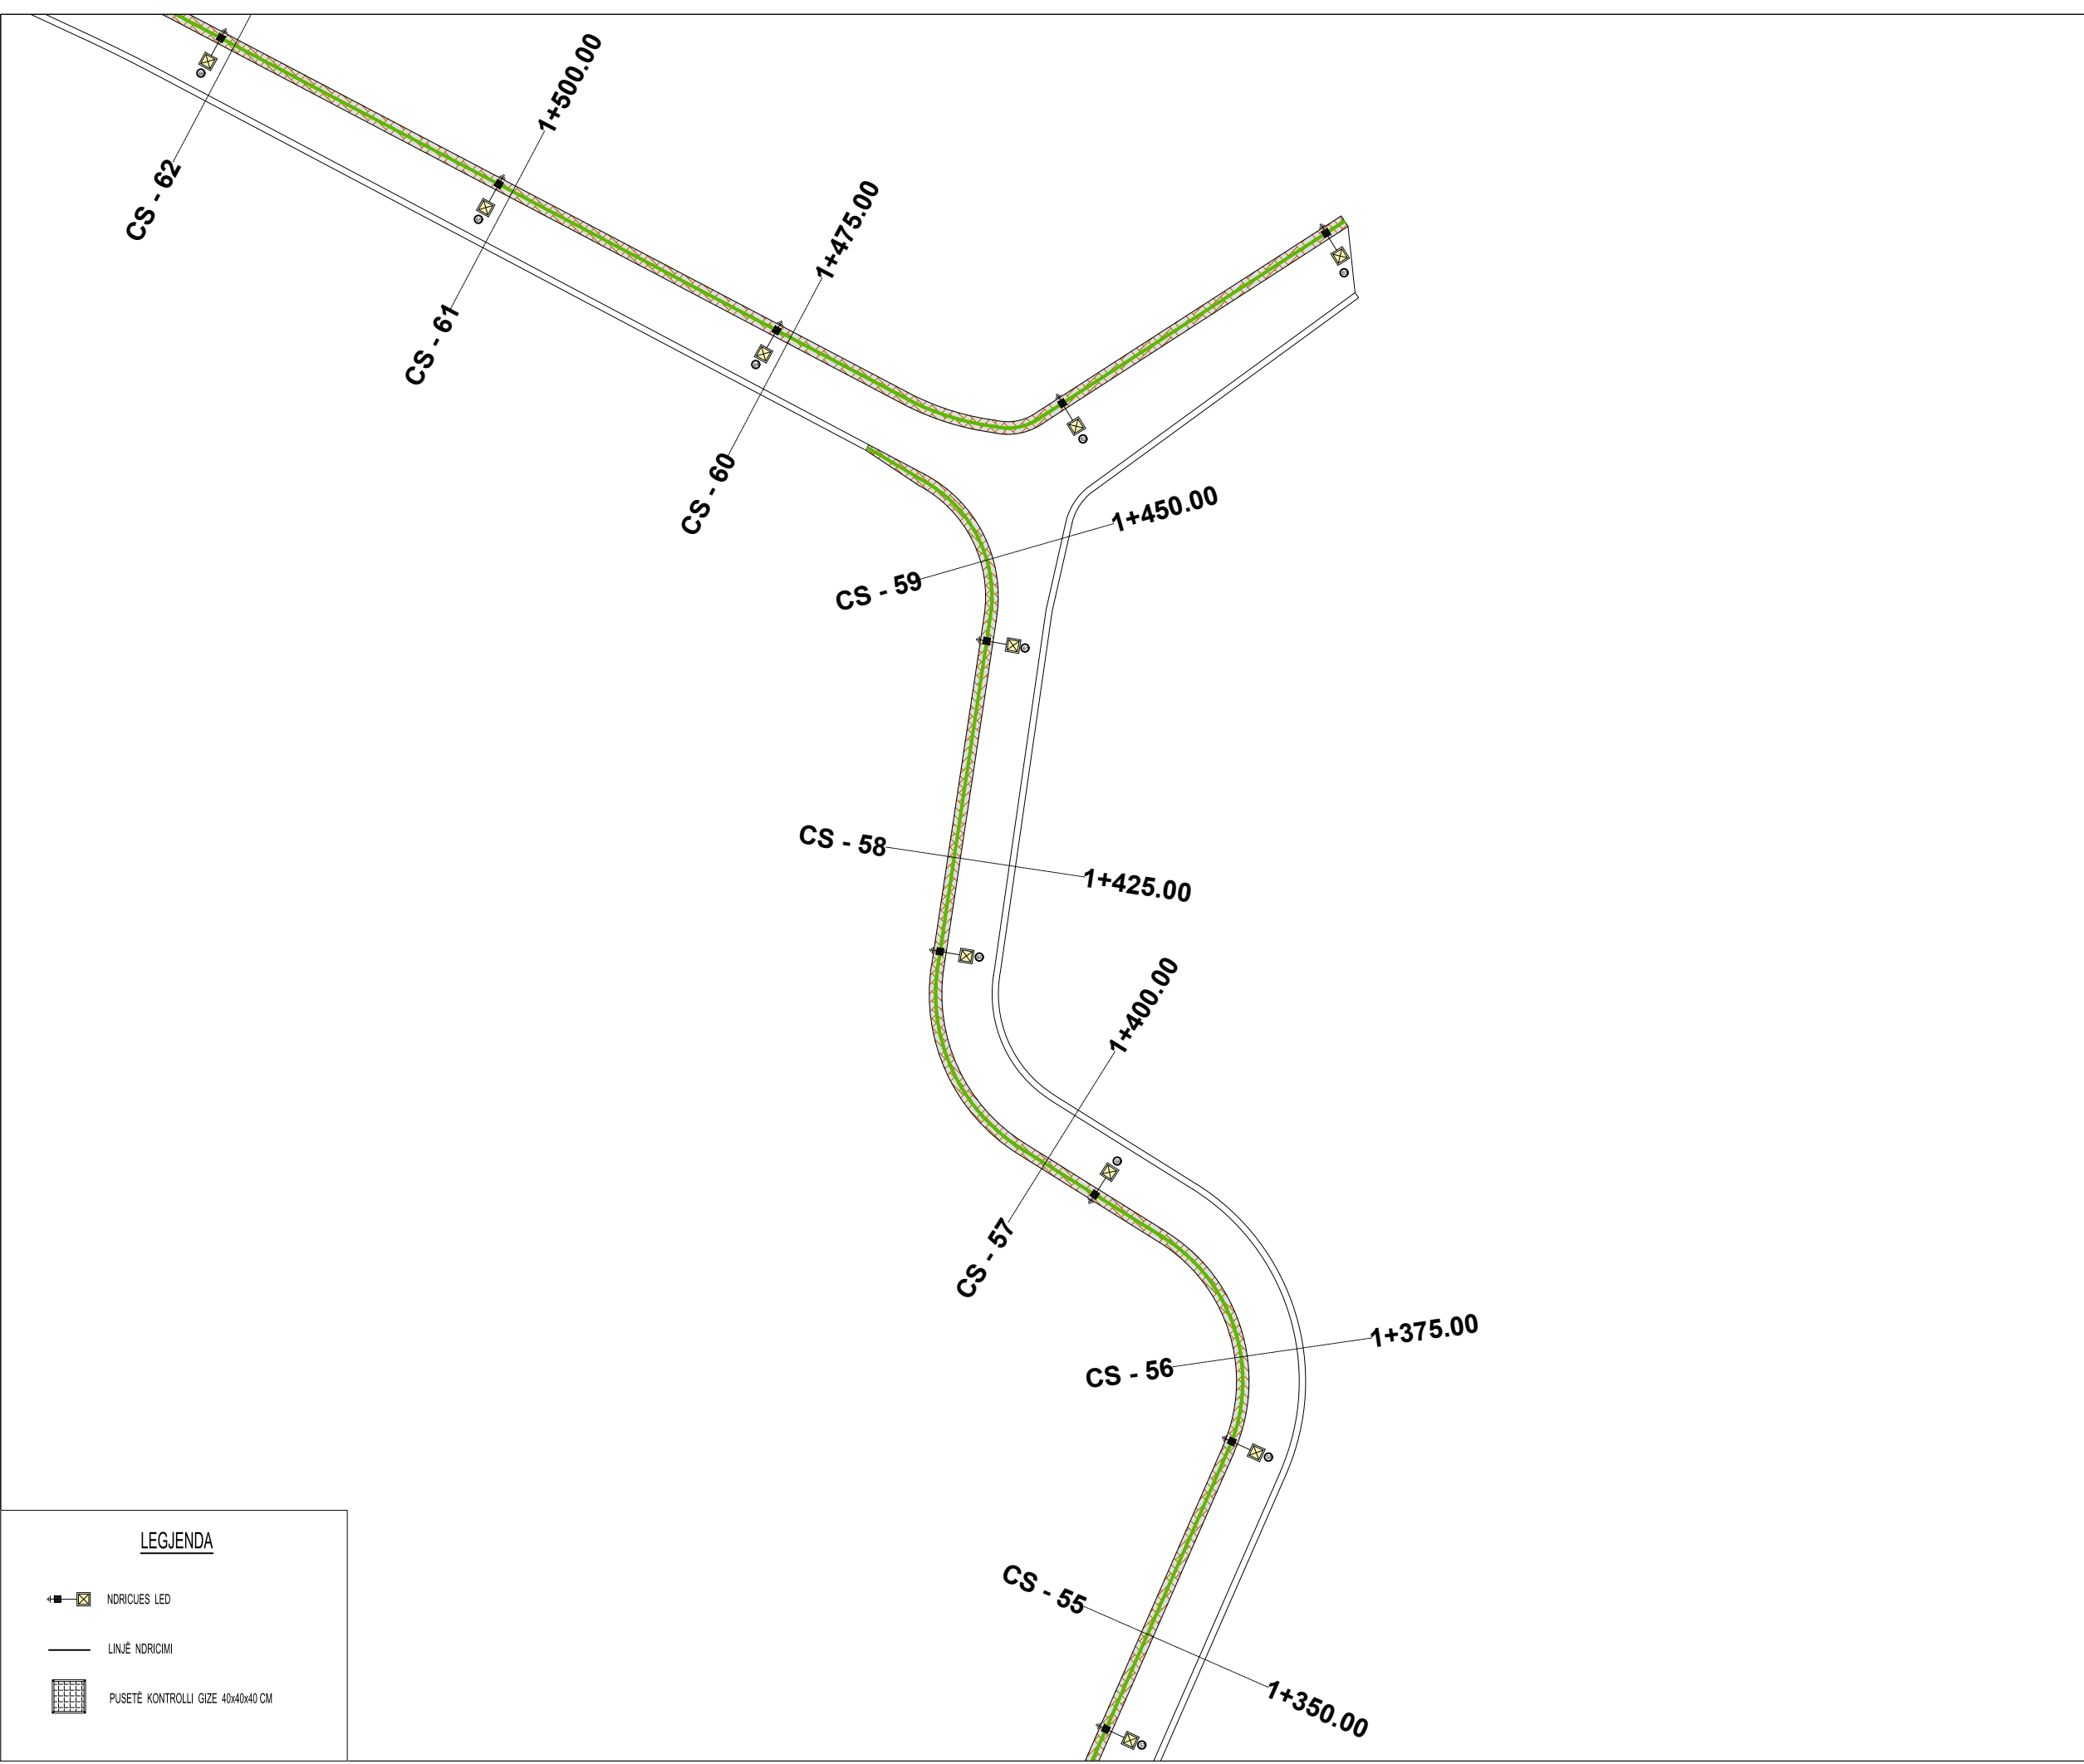 1+500.00
CS - 62
1+475.00
CS - 61
CS - 60
1+450.00
CS - 59
CS - 58
1+425.00
1+400.00
CS - 57
1+375.00
CS - 56
CS - 55
1+350.00
LEGJENDA
NDRICUES LED
LINJË NDRICIMI
PUSETË KONTROLLI GIZE 40x40x40 CM